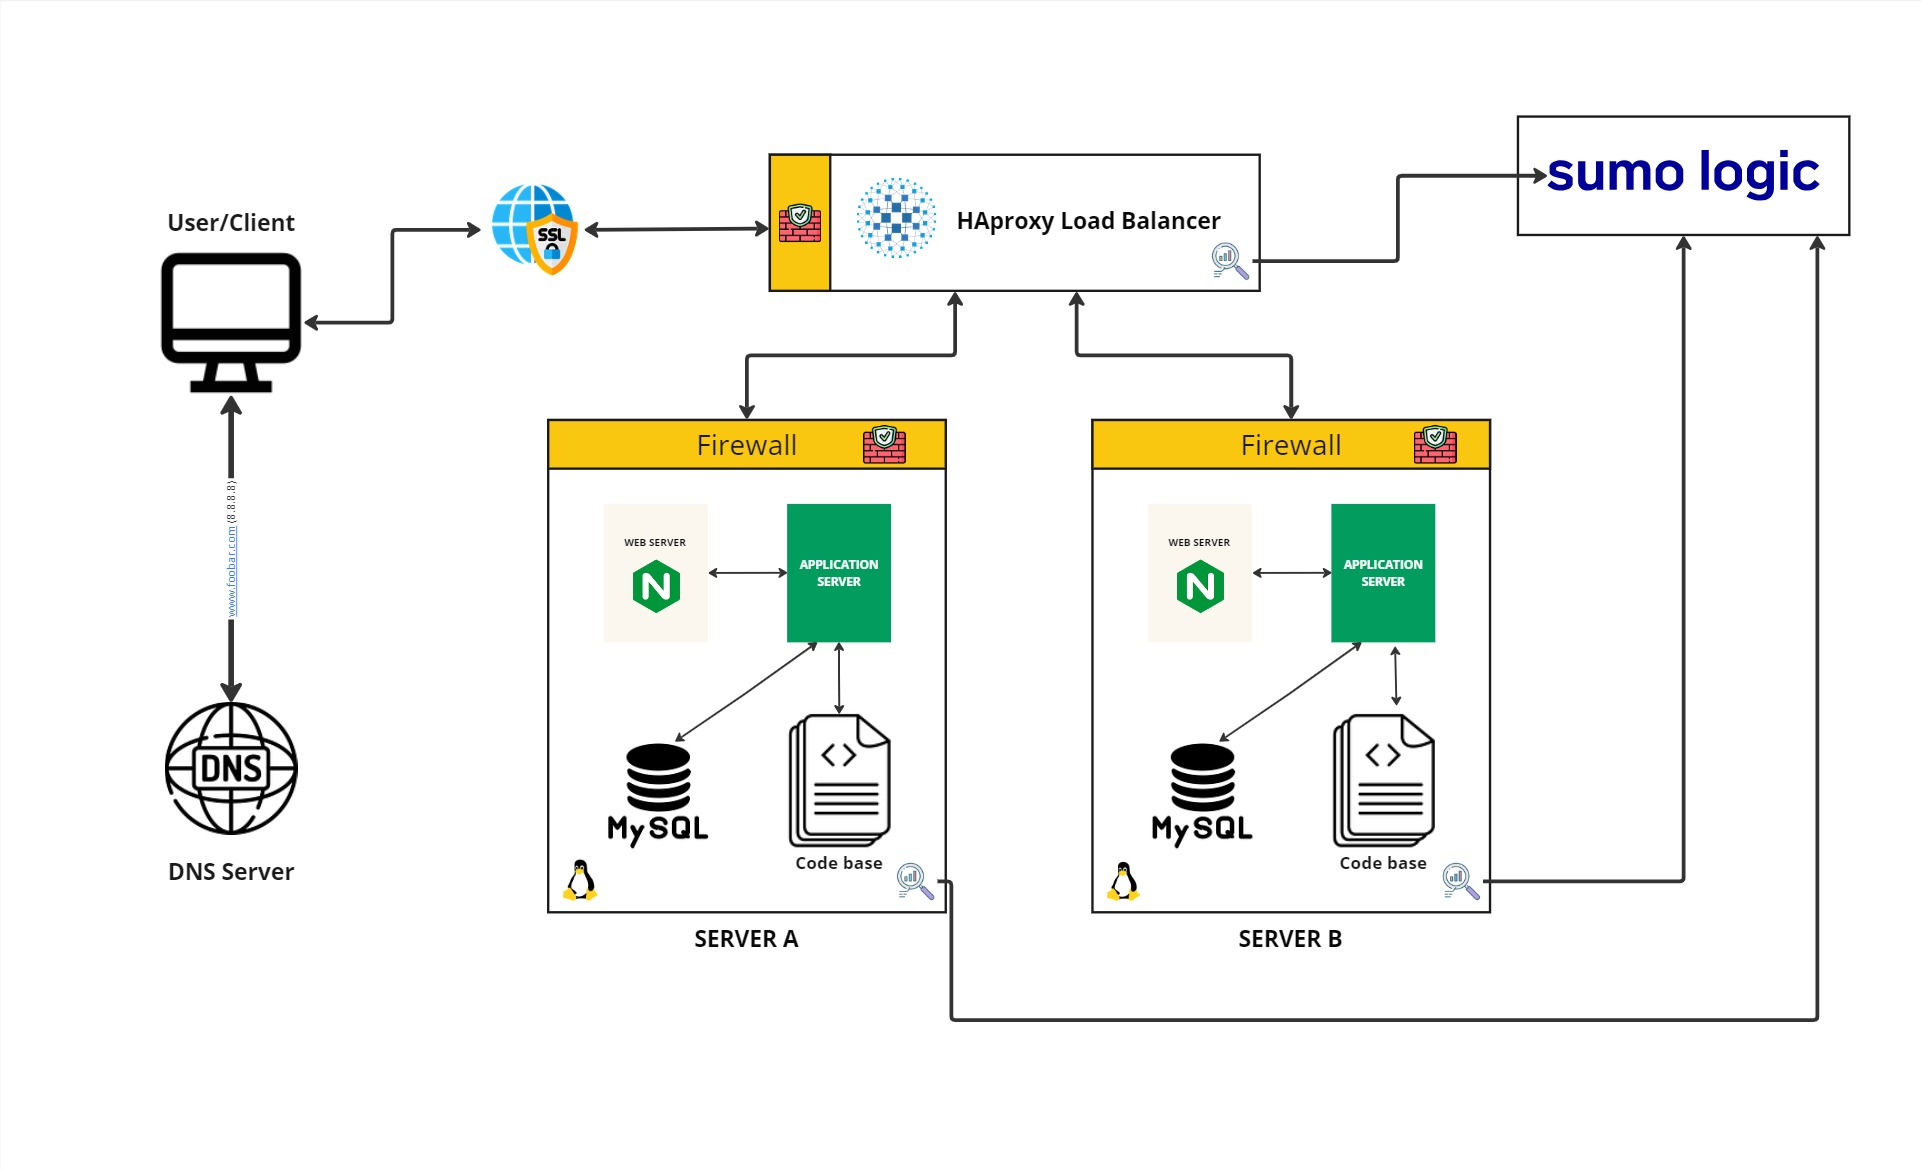 User/Client
SSL
HAproxy Load Balancer
sumo logic
www.foobar.com (8.8.8.8)
DNS
DNS Server
Firewall
WEB SERVER
N
APPLICATION
SERVER
MySQL
Code base
SERVER A
Firewall
WEB SERVER
N
APPLICATION
SERVER
MySQL
Code base
SERVER B